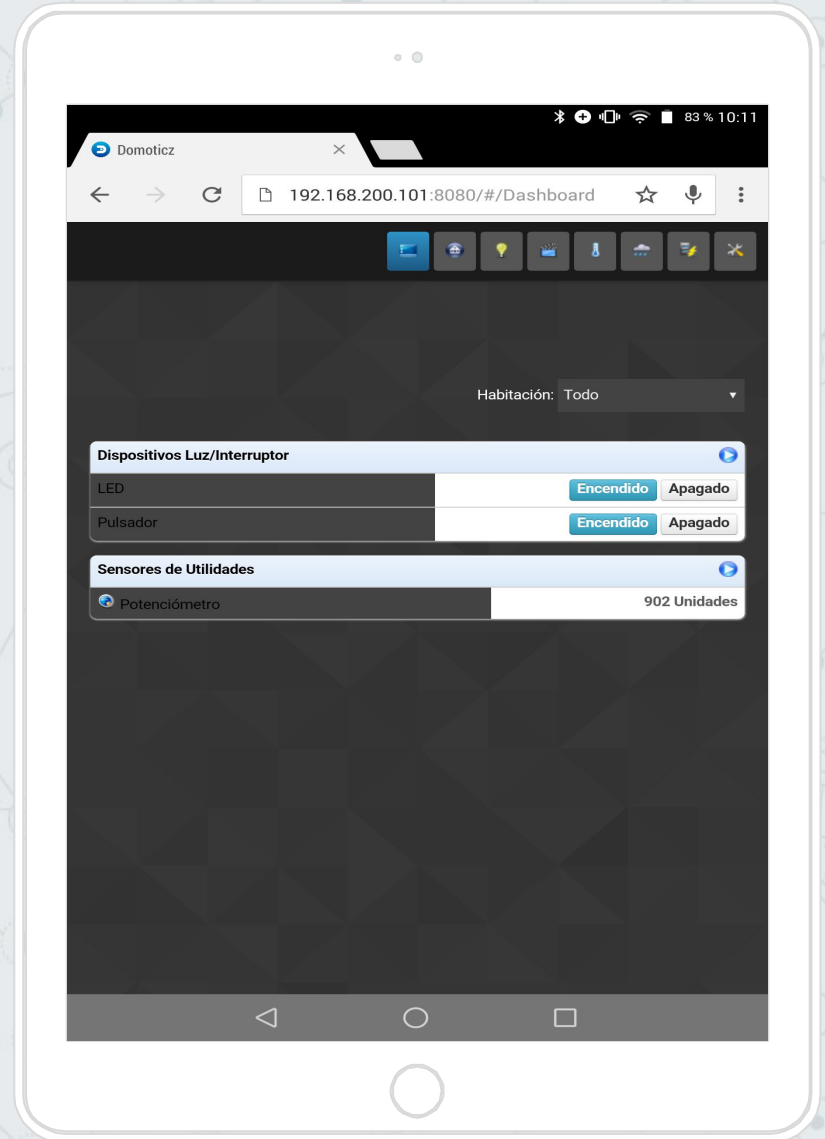 83 % 10:11
Domoticz
192.168.200.101:8080/#/Dashboard
Habitación: Todo
Dispositivos Luz/Interruptor
LED Encendido Apagado
Pulsador Encendido Apagado
Sensores de Utilidades
Potenciómetro 902 Unidades